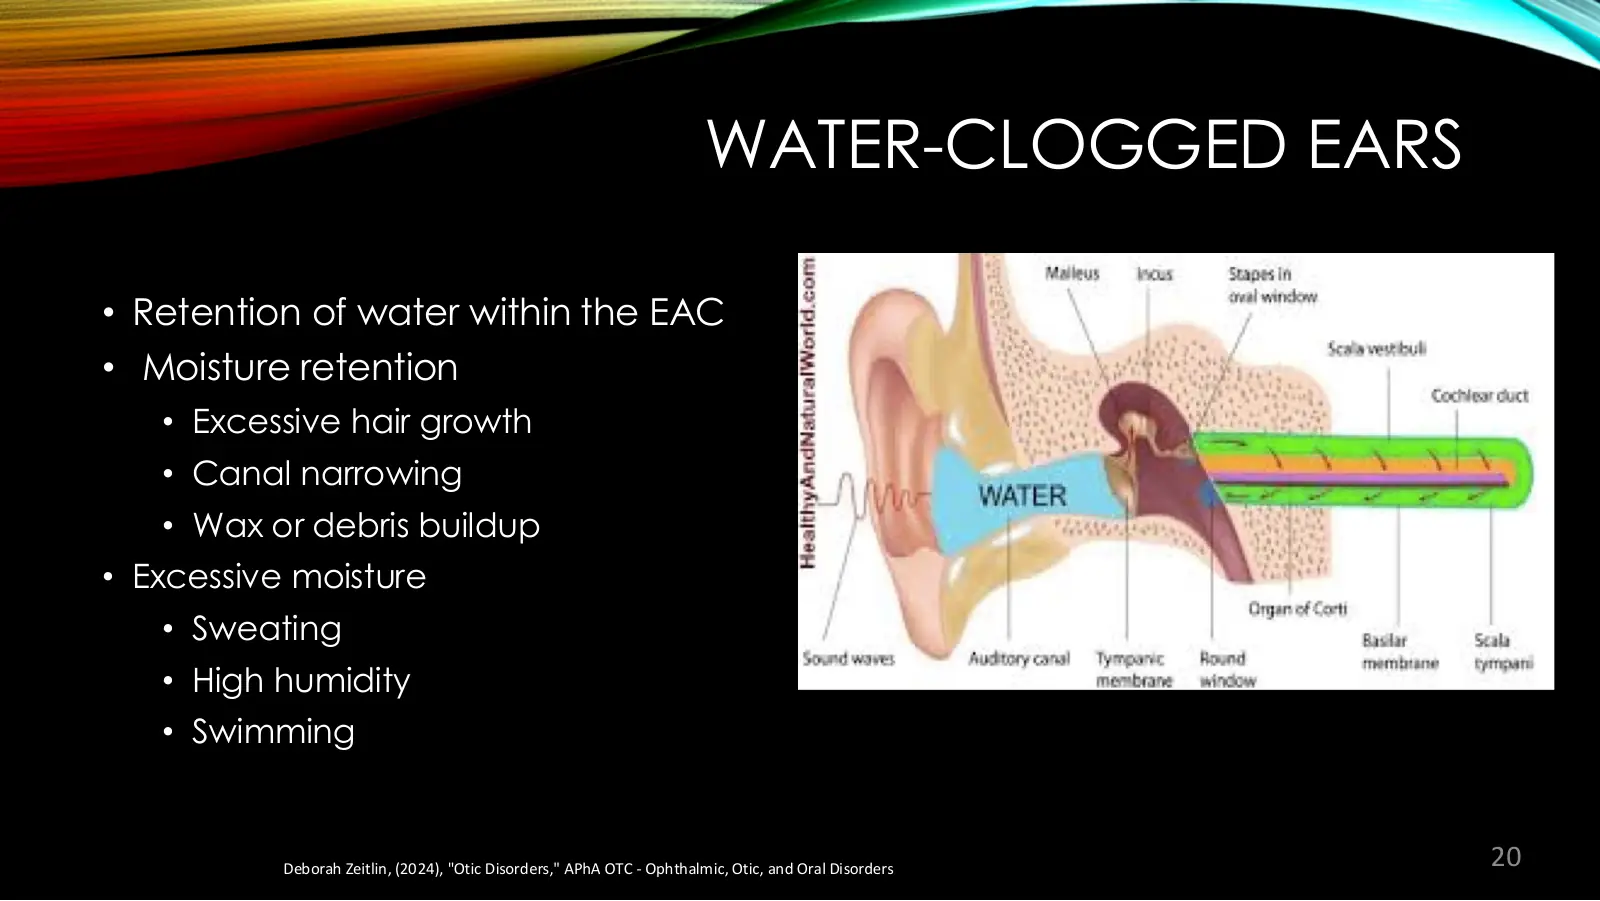 WATER-CLOGGED EARS
• Retention of water within the EAC
• Moisture retention
• Excessive hair growth
• Canal narrowing
• Wax or debris buildup
• Excessive moisture
• Sweating
• High humidity
• Swimming
HealthyAndNaturalWorld.com
Malleus
Incus
Stapes in
oval window
Scala vestibuli
Cochlear duct
WATER
Organ of Corti
Basilar
membrane
Scala
tympani
Sound waves
Auditory canal
Tympanic
membrane
Round
window
Deborah Zeitlin, (2024), "Otic Disorders," APhA OTC - Ophthalmic, Otic, and Oral Disorders
20